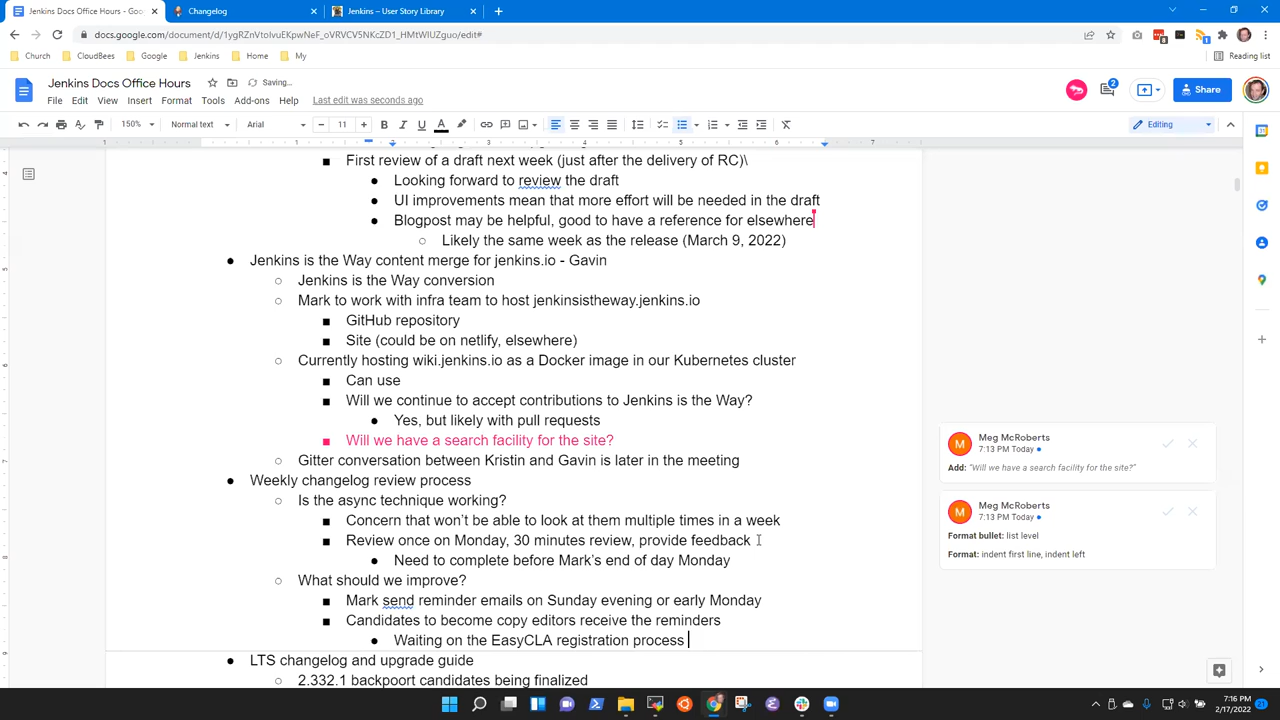 Jenkins Docs Office Hours - Goo
Changelog
Jenkins – User Story Library
docs.google.com/document/d/1ygRZnVtoIvuEKpwNeF_oVRVCV5NKcZD1_HMtWIUZguo/edit#
Church
CloudBees
Google
Jenkins
Home
My
Reading list
Jenkins Docs Office Hours
Saving...
File Edit View Insert Format Tools Add-ons Help Last edit was seconds ago
2
Share
150% Normal text Arial 11 Editing
First review of a draft next week (just after the delivery of RC)\
Looking forward to review the draft
UI improvements mean that more effort will be needed in the draft
Blogpost may be helpful, good to have a reference for elsewhere
Likely the same week as the release (March 9, 2022)
Jenkins is the Way content merge for jenkins.io - Gavin
Jenkins is the Way conversion
Mark to work with infra team to host jenkinsistheway.jenkins.io
GitHub repository
Site (could be on netlify, elsewhere)
Currently hosting wiki.jenkins.io as a Docker image in our Kubernetes cluster
Can use
Will we continue to accept contributions to Jenkins is the Way?
Yes, but likely with pull requests
Will we have a search facility for the site?
Gitter conversation between Kristin and Gavin is later in the meeting
Weekly changelog review process
Is the async technique working?
Concern that won't be able to look at them multiple times in a week
Review once on Monday, 30 minutes review, provide feedback
Need to complete before Mark's end of day Monday
What should we improve?
Mark send reminder emails on Sunday evening or early Monday
Candidates to become copy editors receive the reminders
Waiting on the EasyCLA registration process
LTS changelog and upgrade guide
2.332.1 backpoort candidates being finalized
M
Meg McRoberts
7:13 PM Today
Add: "Will we have a search facility for the site?"
M
Meg McRoberts
7:13 PM Today
Format bullet: list level
Format: indent first line, indent left
7:16 PM
2/17/2022